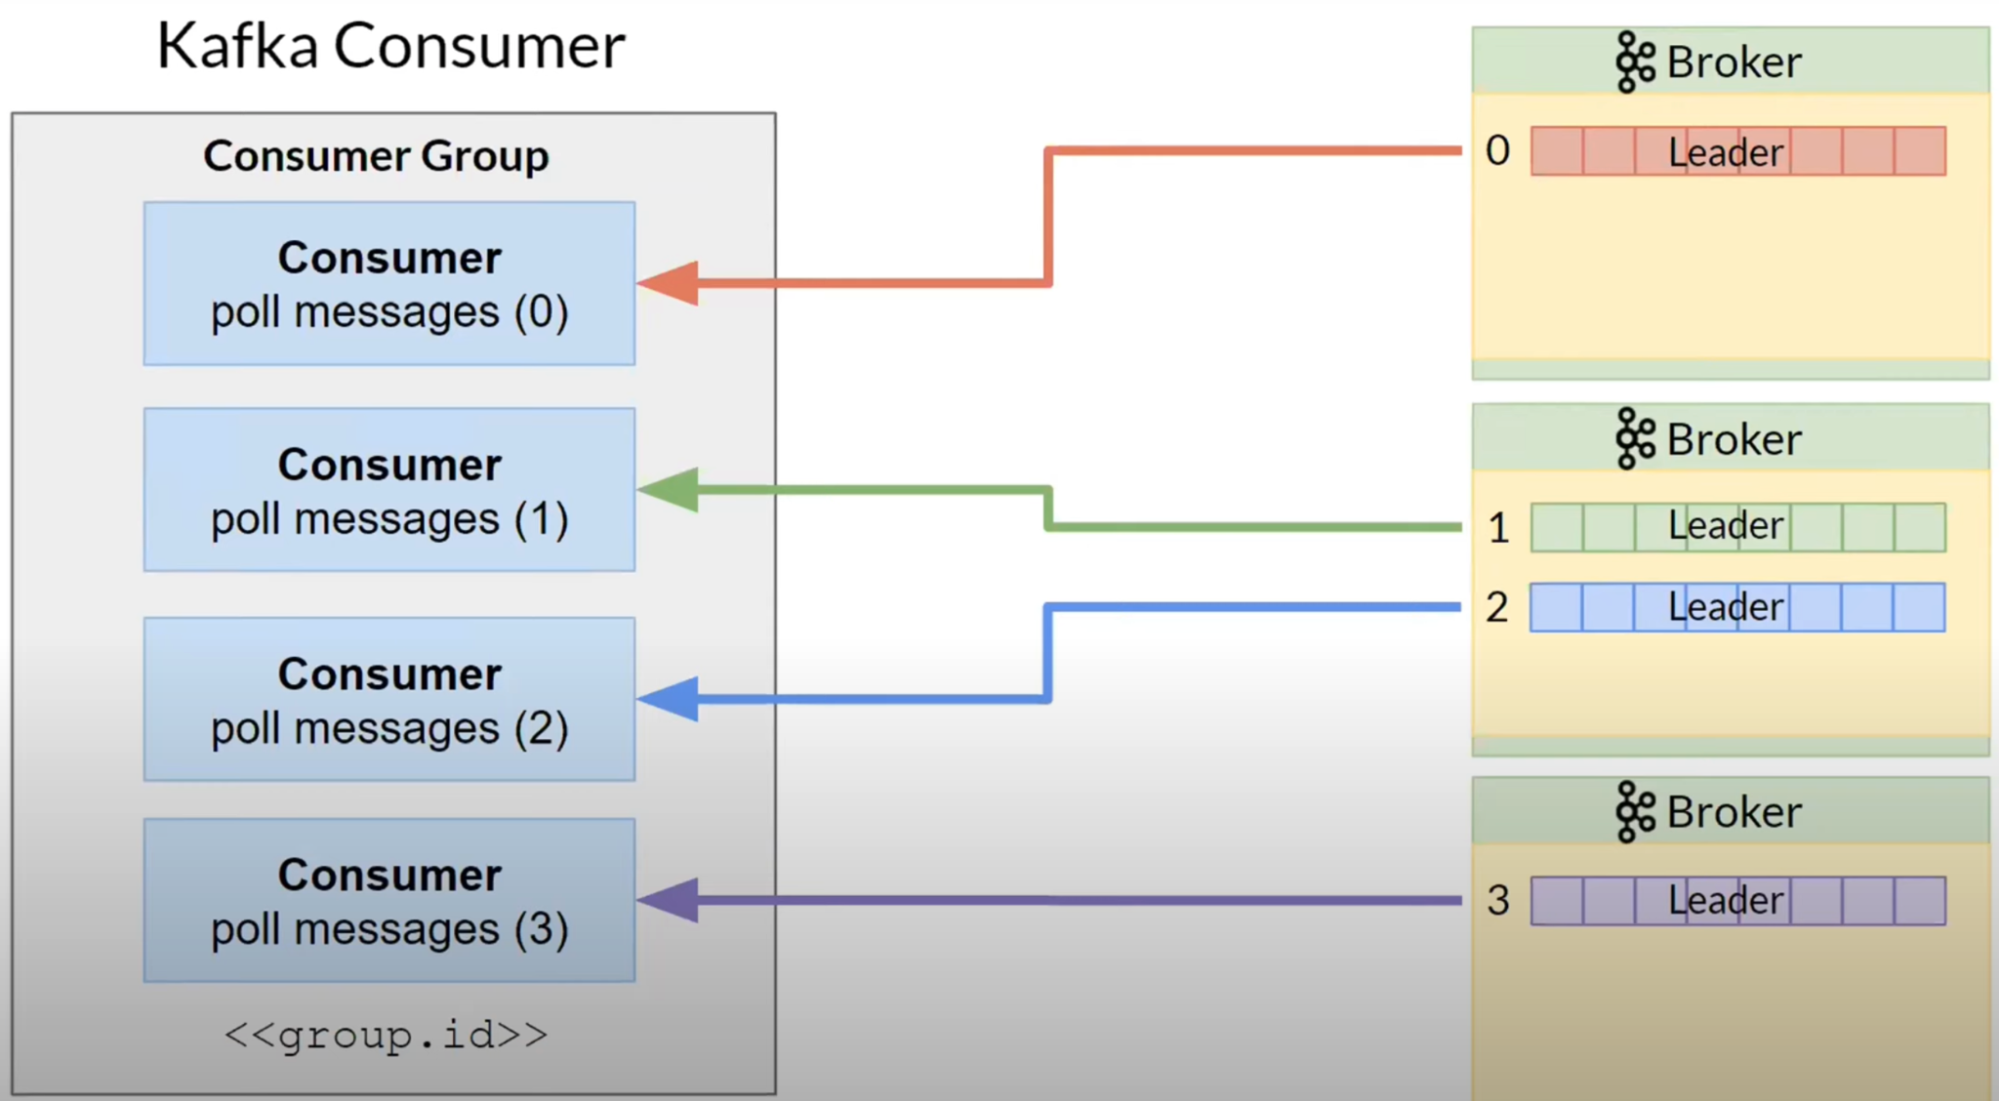 Kafka Consumer
Consumer Group
Consumer
poll messages (0)
Consumer
poll messages (1)
Consumer
poll messages (2)
Consumer
poll messages (3)
<<group.id>>
Broker
0 Leader
Broker
1 Leader
2 Leader
Broker
3 Leader